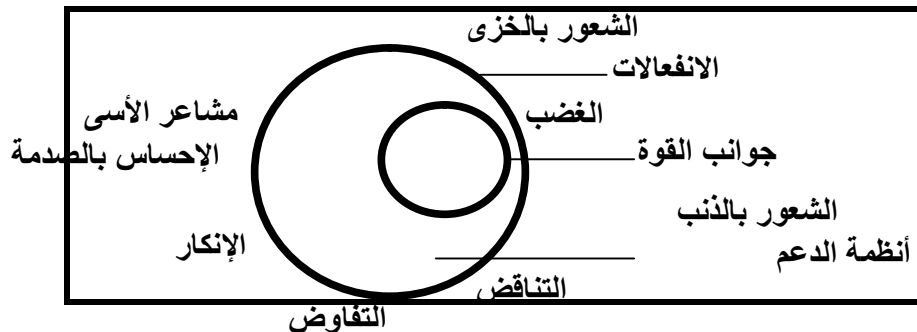 الشعور بالخزى
الانفعالات
الغضب
مشاعر الأسى
الإحساس بالصدمة
جوانب القوة
الشعور بالذنب
أنظمة الدعم
الإنكار
التناقض
التفاوض